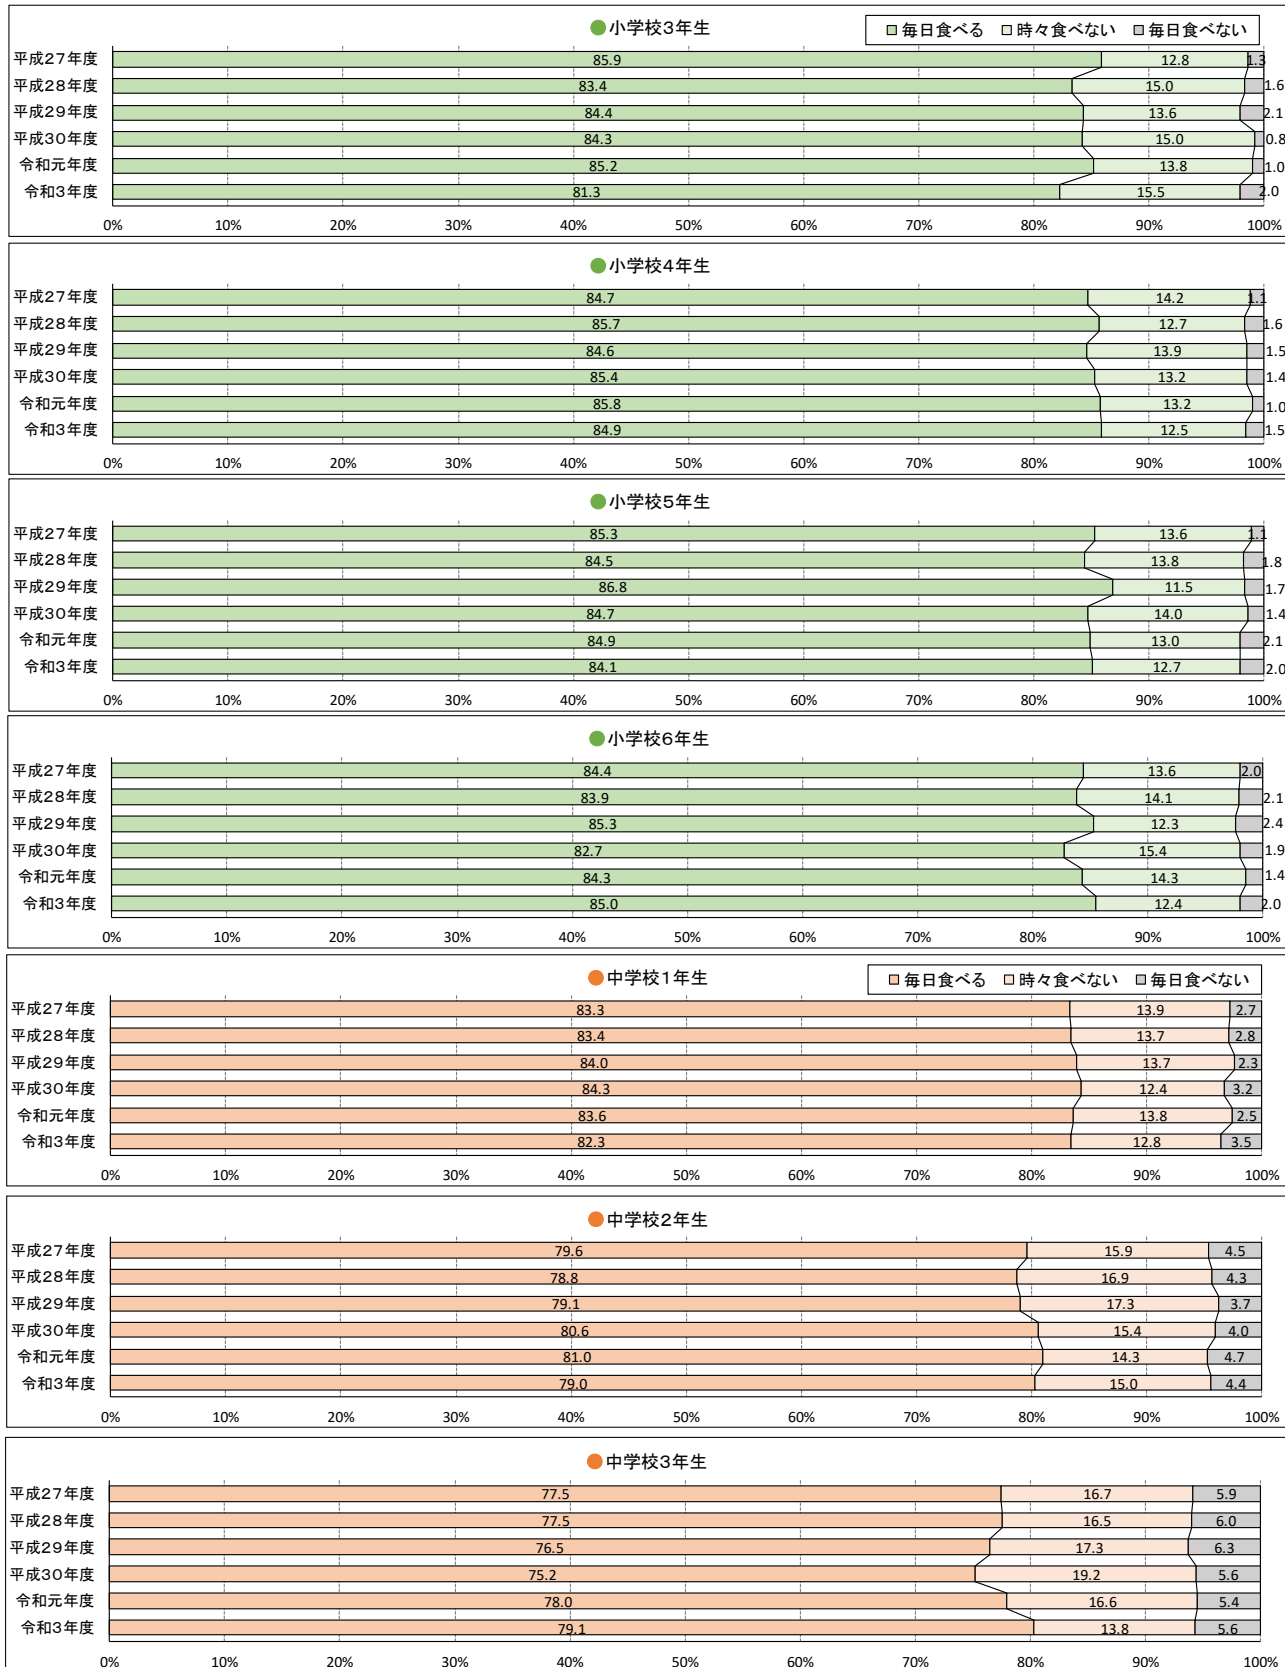 ●小学校3年生
毎日食べる 時々食べない 毎日食べない
平成27年度 85.9 12.8 1.3
平成28年度 83.4 15.0 1.6
平成29年度 84.4 13.6 2.1
平成30年度 84.3 15.0 0.8
令和元年度 85.2 13.8 1.0
令和3年度 81.3 15.5 2.0
0% 10% 20% 30% 40% 50% 60% 70% 80% 90% 100%
●小学校4年生
平成27年度 84.7 14.2 1.1
平成28年度 85.7 12.7 1.6
平成29年度 84.6 13.9 1.5
平成30年度 85.4 13.2 1.4
令和元年度 85.8 13.2 1.0
令和3年度 84.9 12.5 1.5
0% 10% 20% 30% 40% 50% 60% 70% 80% 90% 100%
●小学校5年生
平成27年度 85.3 13.6 1.1
平成28年度 84.5 13.8 1.8
平成29年度 86.8 11.5 1.7
平成30年度 84.7 14.0 1.4
令和元年度 84.9 13.0 2.1
令和3年度 84.1 12.7 2.0
0% 10% 20% 30% 40% 50% 60% 70% 80% 90% 100%
●小学校6年生
平成27年度 84.4 13.6 2.0
平成28年度 83.9 14.1 2.1
平成29年度 85.3 12.3 2.4
平成30年度 82.7 15.4 1.9
令和元年度 84.3 14.3 1.4
令和3年度 85.0 12.4 2.0
0% 10% 20% 30% 40% 50% 60% 70% 80% 90% 100%
●中学校1年生
毎日食べる 時々食べない 毎日食べない
平成27年度 83.3 13.9 2.7
平成28年度 83.4 13.7 2.8
平成29年度 84.0 13.7 2.3
平成30年度 84.3 12.4 3.2
令和元年度 83.6 13.8 2.5
令和3年度 82.3 12.8 3.5
0% 10% 20% 30% 40% 50% 60% 70% 80% 90% 100%
●中学校2年生
平成27年度 79.6 15.9 4.5
平成28年度 78.8 16.9 4.3
平成29年度 79.1 17.3 3.7
平成30年度 80.6 15.4 4.0
令和元年度 81.0 14.3 4.7
令和3年度 79.0 15.0 4.4
0% 10% 20% 30% 40% 50% 60% 70% 80% 90% 100%
●中学校3年生
平成27年度 77.5 16.7 5.9
平成28年度 77.5 16.5 6.0
平成29年度 76.5 17.3 6.3
平成30年度 75.2 19.2 5.6
令和元年度 78.0 16.6 5.4
令和3年度 79.1 13.8 5.6
0% 10% 20% 30% 40% 50% 60% 70% 80% 90% 100%